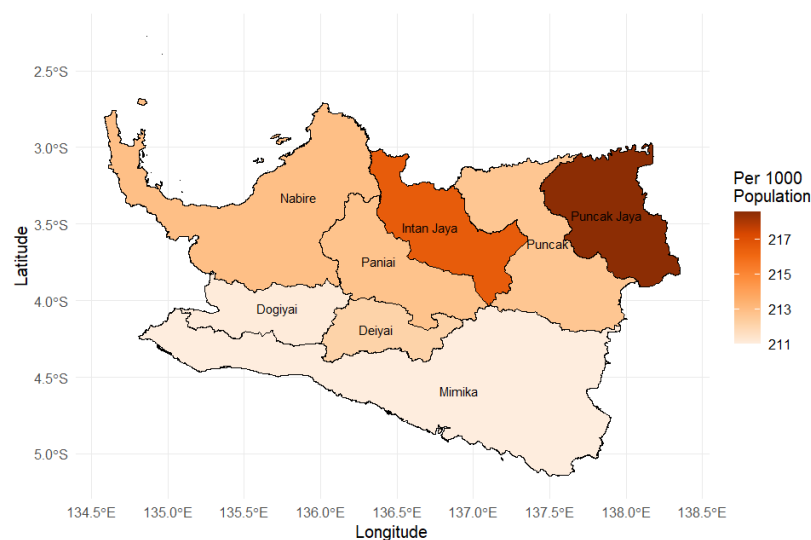 2.5°S
3.0°S
3.5°S
4.0°S
4.5°S
5.0°S
Latitude
Nabire
Intan Jaya
Puncak Jaya
Puncak
Paniai
Dogiyai
Deiyai
Mimika
134.5°E 135.0°E 135.5°E 136.0°E 136.5°E 137.0°E 137.5°E 138.0°E 138.5°E
Longitude
Per 1000
Population
217
215
213
211